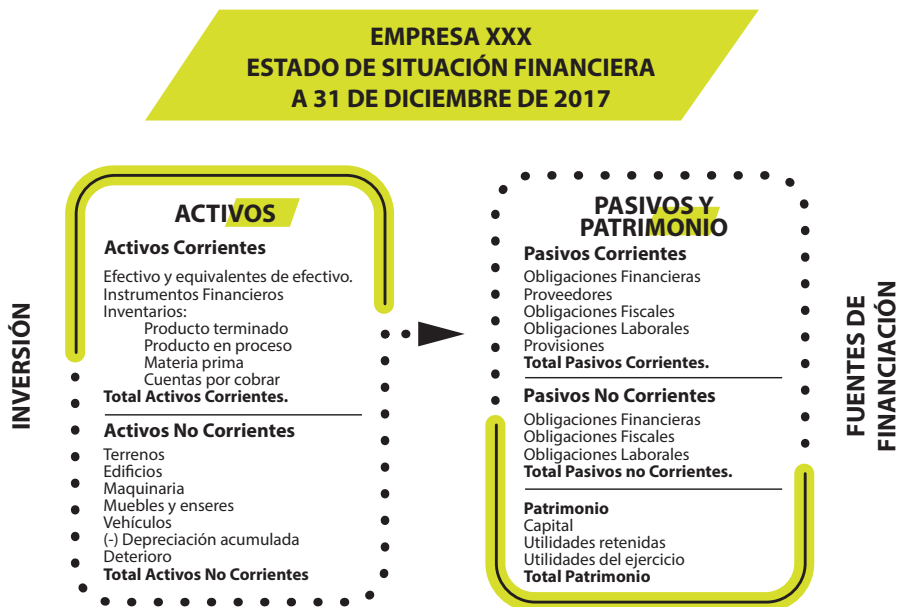 EMPRESA XXX
ESTADO DE SITUACIÓN FINANCIERA
A 31 DE DICIEMBRE DE 2017
INVERSIÓN
ACTIVOS
Activos Corrientes
Efectivo y equivalentes de efectivo.
Instrumentos Financieros
Inventarios:
Producto terminado
Producto en proceso
Materia prima
Cuentas por cobrar
Total Activos Corrientes.
Activos No Corrientes
Terrenos
Edificios
Maquinaria
Muebles y enseres
Vehículos
(-) Depreciación acumulada
Deterioro
Total Activos No Corrientes
PASIVOS Y
PATRIMONIO
Pasivos Corrientes
Obligaciones Financieras
Proveedores
Obligaciones Fiscales
Obligaciones Laborales
Provisiones
Total Pasivos Corrientes.
Pasivos No Corrientes
Obligaciones Financieras
Obligaciones Fiscales
Obligaciones Laborales
Total Pasivos no Corrientes.
Patrimonio
Capital
Utilidades retenidas
Utilidades del ejercicio
Total Patrimonio
FUENTES DE
FINANCIACIÓN